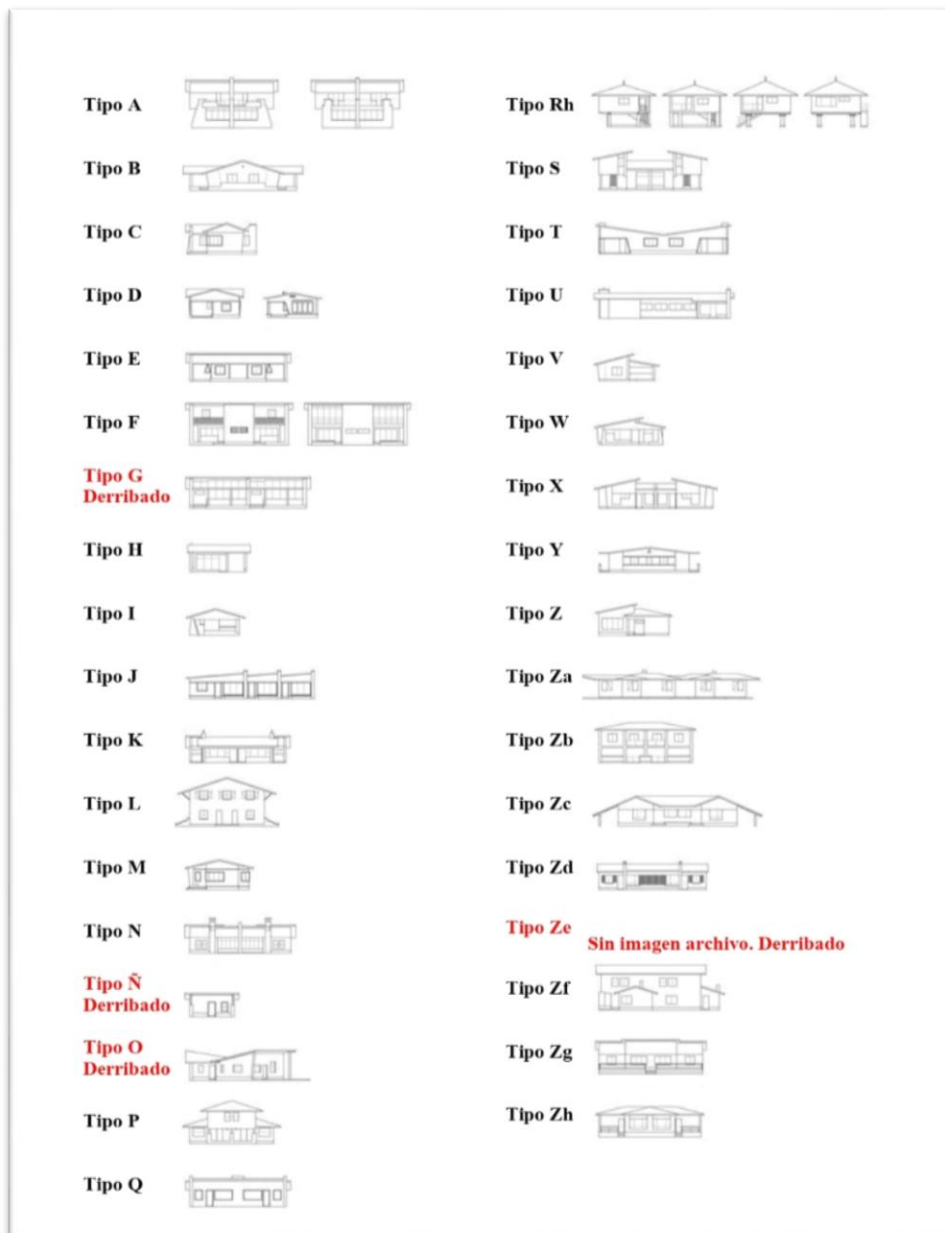 Tipo A
Tipo B
Tipo C
Tipo D
Tipo E
Tipo F
Tipo G
Derribado
Tipo H
Tipo I
Tipo J
Tipo K
Tipo L
Tipo M
Tipo N
Tipo Ñ
Derribado
Tipo O
Derribado
Tipo P
Tipo Q
Tipo Rh
Tipo S
Tipo T
Tipo U
Tipo V
Tipo W
Tipo X
Tipo Y
Tipo Z
Tipo Za
Tipo Zb
Tipo Zc
Tipo Zd
Tipo Ze
Sin imagen archivo. Derribado
Tipo Zf
Tipo Zg
Tipo Zh